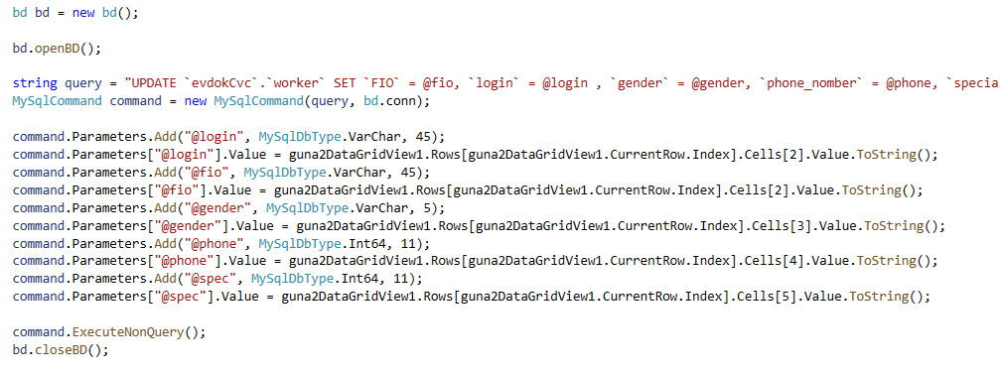 bd bd = new bd();
bd.openBD();
string query = "UPDATE `evdokCvc`.`worker` SET `FIO` = @fio, `login` = @login , `gender` = @gender, `phone_nomber` = @phone, `specia
MySqlCommand command = new MySqlCommand(query, bd.conn);
command.Parameters.Add("@login", MySqlDbType.VarChar, 45);
command.Parameters["@login"].Value = guna2DataGridView1.Rows[guna2DataGridView1.CurrentRow.Index].Cells[2].Value.ToString();
command.Parameters.Add("@fio", MySqlDbType.VarChar, 45);
command.Parameters["@fio"].Value = guna2DataGridView1.Rows[guna2DataGridView1.CurrentRow.Index].Cells[2].Value.ToString();
command.Parameters.Add("@gender", MySqlDbType.VarChar, 5);
command.Parameters["@gender"].Value = guna2DataGridView1.Rows[guna2DataGridView1.CurrentRow.Index].Cells[3].Value.ToString();
command.Parameters.Add("@phone", MySqlDbType.Int64, 11);
command.Parameters["@phone"].Value = guna2DataGridView1.Rows[guna2DataGridView1.CurrentRow.Index].Cells[4].Value.ToString();
command.Parameters.Add("@spec", MySqlDbType.Int64, 11);
command.Parameters["@spec"].Value = guna2DataGridView1.Rows[guna2DataGridView1.CurrentRow.Index].Cells[5].Value.ToString();
command.ExecuteNonQuery();
bd.closeBD();